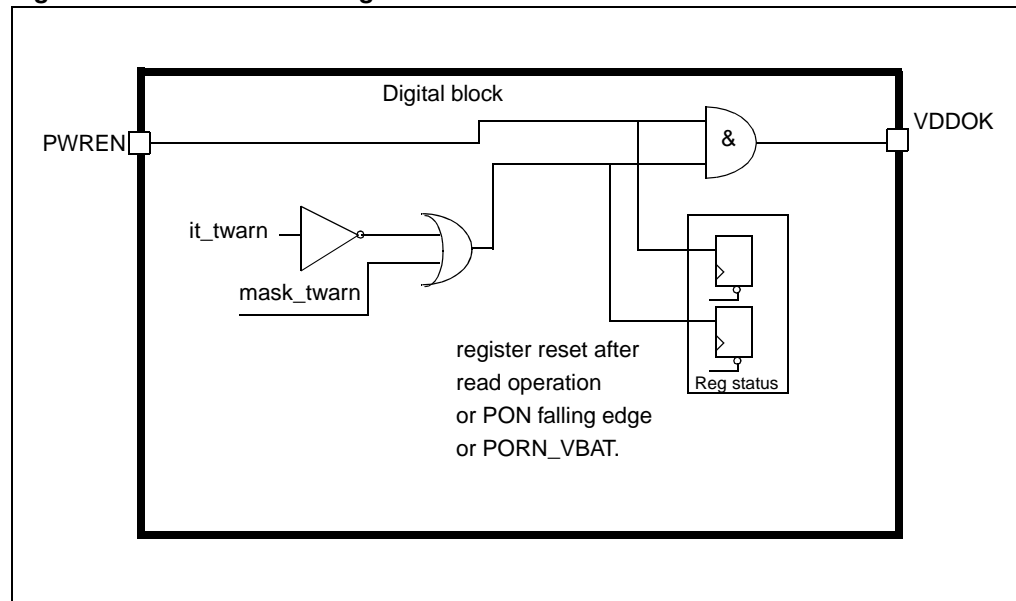 Digital block
PWREN
VDDOK
&
it_twarn
mask_twarn
register reset after
read operation
or PON falling edge
or PORN_VBAT.
Reg status